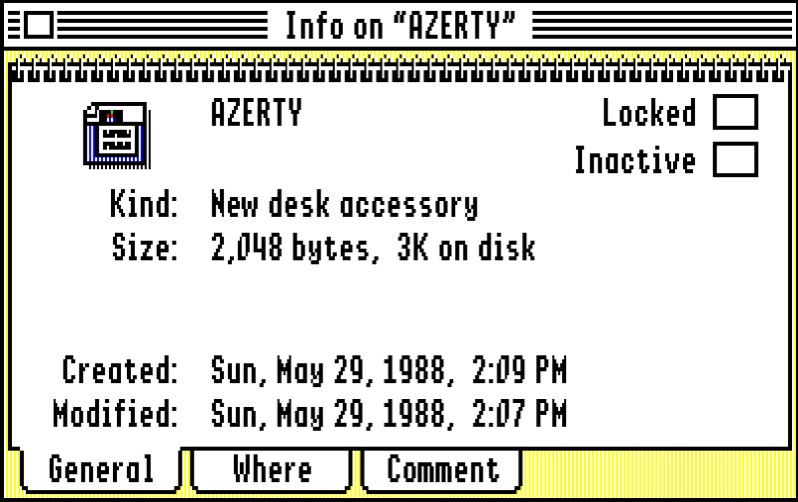 Info on “AZERTY”
AZERTY
Locked
Inactive
Kind: New desk accessory
Size: 2,048 bytes, 3K on disk
Created: Sun, May 29, 1988, 2:09 PM
Modified: Sun, May 29, 1988, 2:07 PM
General Where Comment